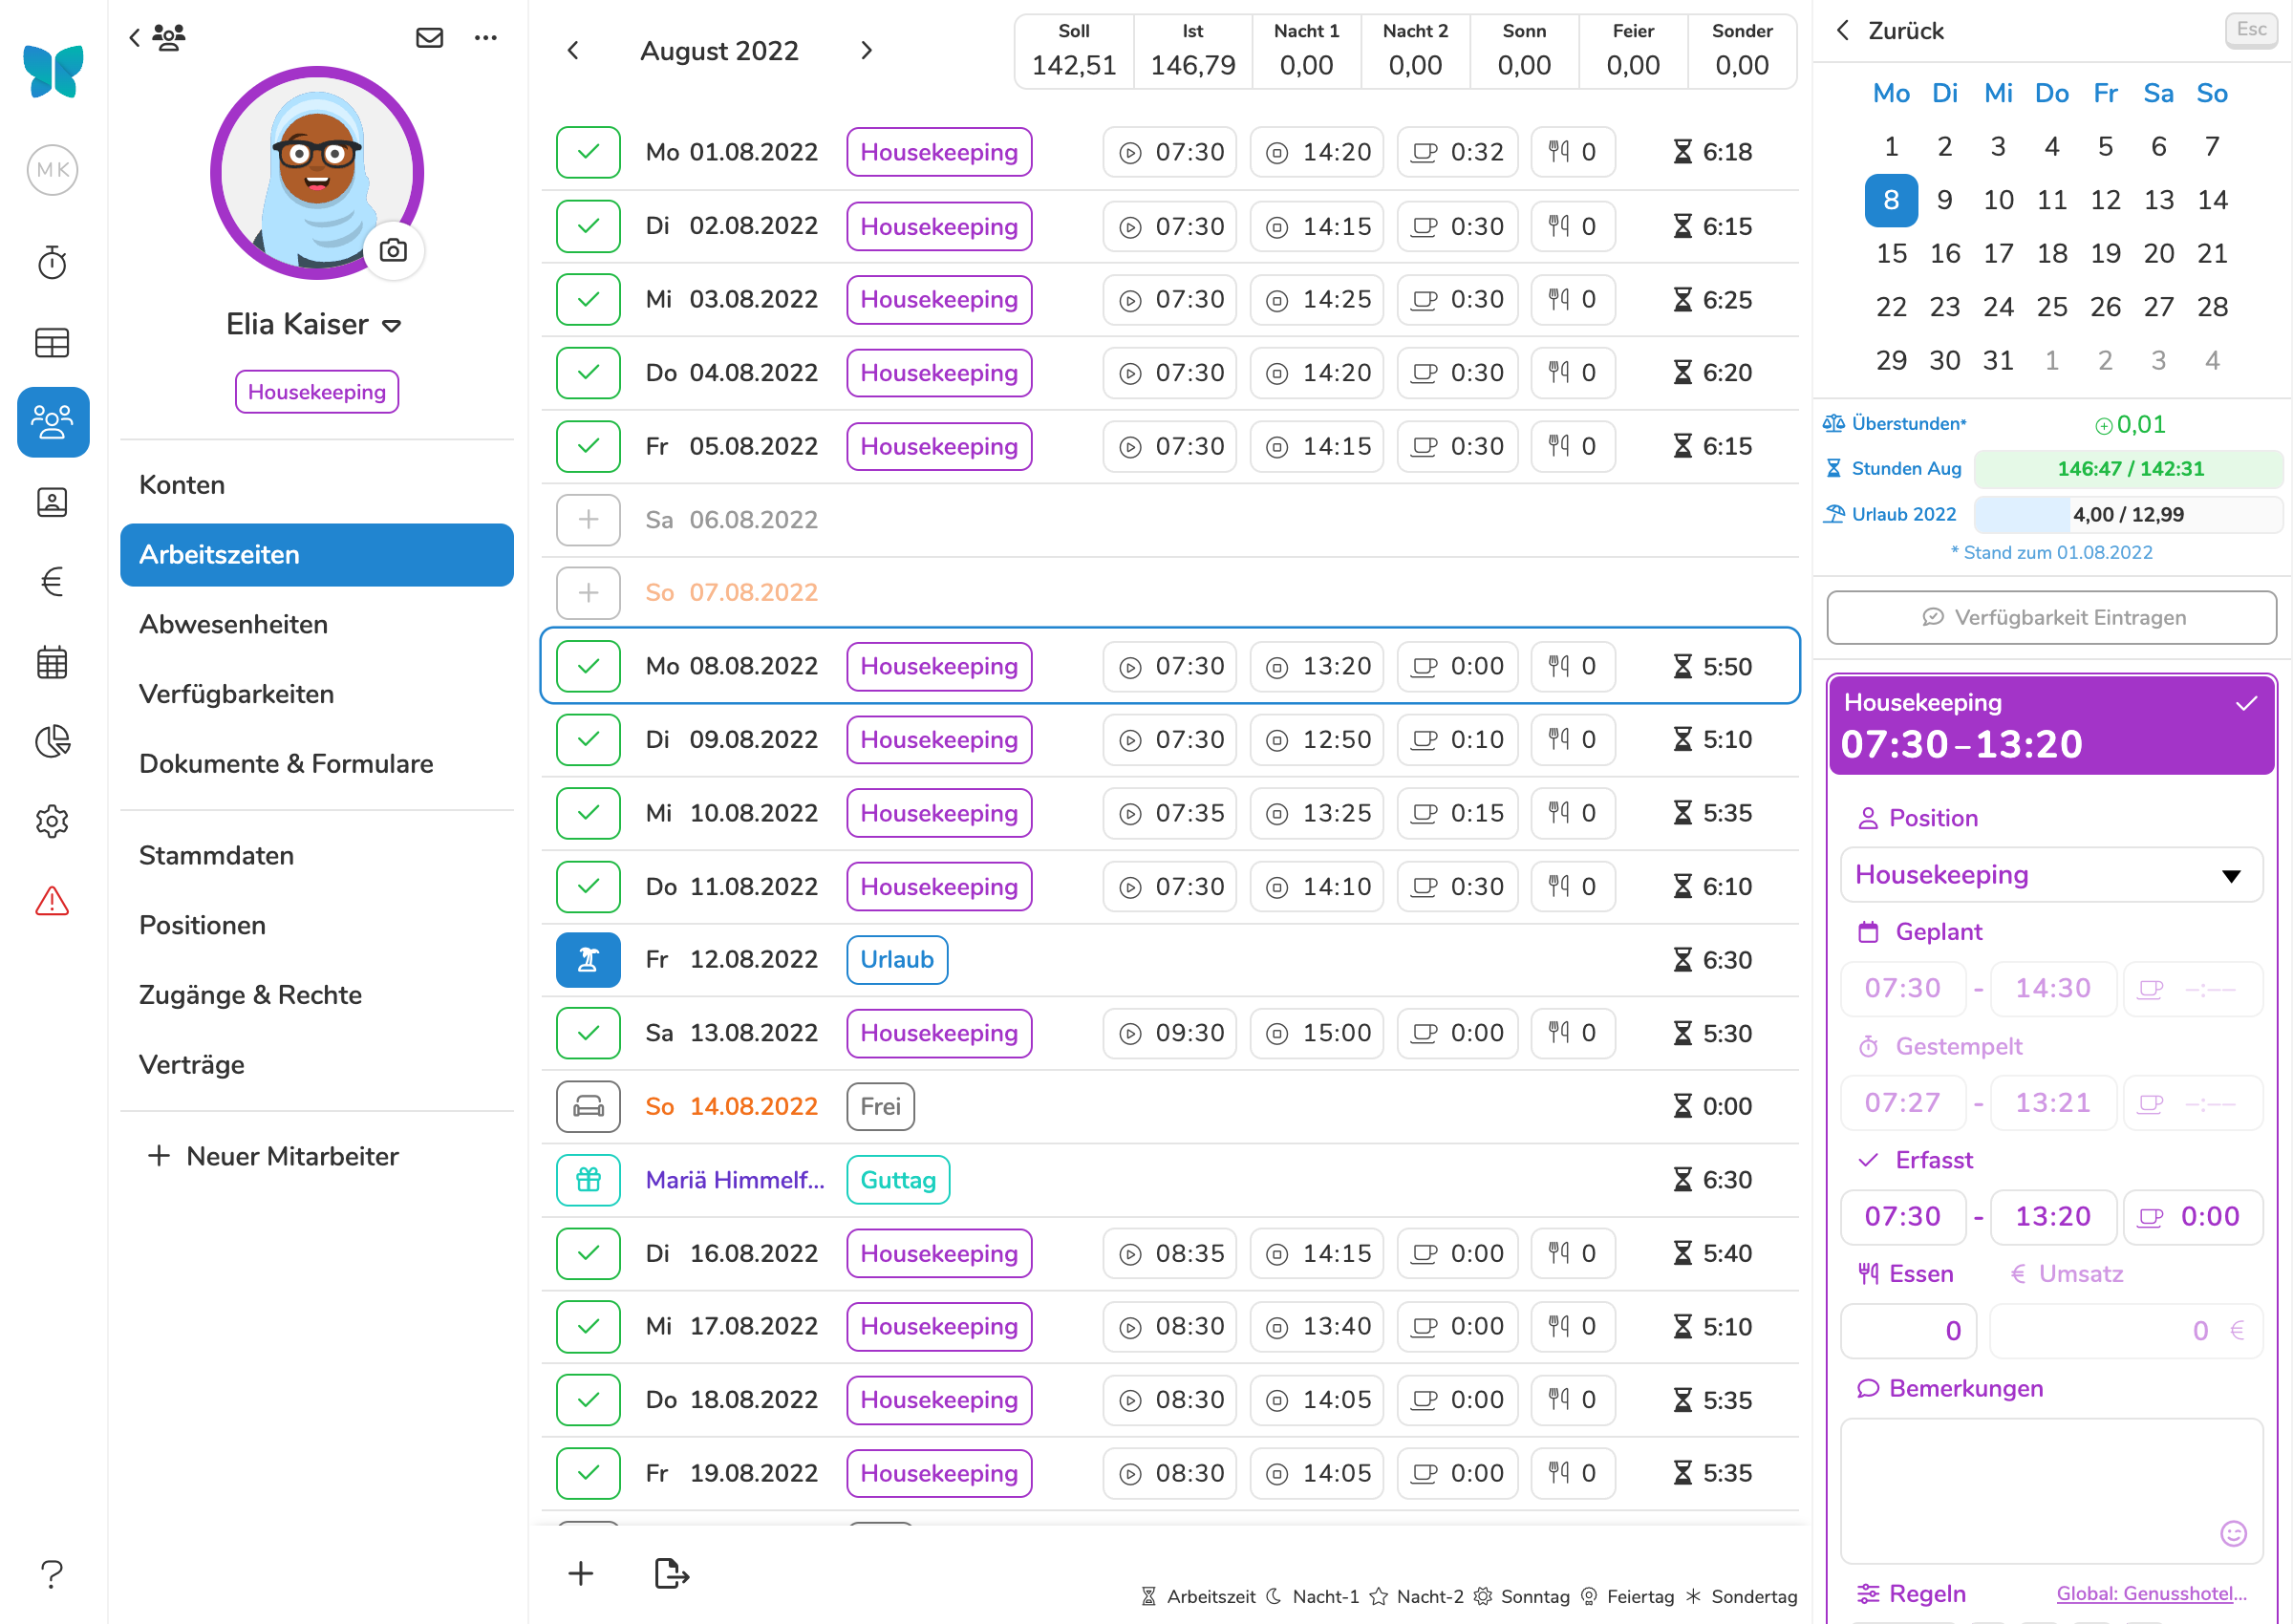 MK
Elia Kaiser
Housekeeping
Konten
Arbeitszeiten
Abwesenheiten
Verfügbarkeiten
Dokumente & Formulare
Stammdaten
Positionen
Zugänge & Rechte
Verträge
+ Neuer Mitarbeiter
August 2022
Soll Ist Nacht 1 Nacht 2 Sonn Feier Sonder
142,51 146,79 0,00 0,00 0,00 0,00 0,00
Mo 01.08.2022 Housekeeping 07:30 14:20 0:32 0 6:18
Di 02.08.2022 Housekeeping 07:30 14:15 0:30 0 6:15
Mi 03.08.2022 Housekeeping 07:30 14:25 0:30 0 6:25
Do 04.08.2022 Housekeeping 07:30 14:20 0:30 0 6:20
Fr 05.08.2022 Housekeeping 07:30 14:15 0:30 0 6:15
Sa 06.08.2022
So 07.08.2022
Mo 08.08.2022 Housekeeping 07:30 13:20 0:00 0 5:50
Di 09.08.2022 Housekeeping 07:30 12:50 0:10 0 5:10
Mi 10.08.2022 Housekeeping 07:35 13:25 0:15 0 5:35
Do 11.08.2022 Housekeeping 07:30 14:10 0:30 0 6:10
Fr 12.08.2022 Urlaub 6:30
Sa 13.08.2022 Housekeeping 09:30 15:00 0:00 0 5:30
So 14.08.2022 Frei 0:00
Mariä Himmelf... Guttag 6:30
Di 16.08.2022 Housekeeping 08:35 14:15 0:00 0 5:40
Mi 17.08.2022 Housekeeping 08:30 13:40 0:00 0 5:10
Do 18.08.2022 Housekeeping 08:30 14:05 0:00 0 5:35
Fr 19.08.2022 Housekeeping 08:30 14:05 0:00 0 5:35
Arbeitszeit Nacht-1 Nacht-2 Sonntag Feiertag Sondertag
Zurück Esc
Mo Di Mi Do Fr Sa So
1 2 3 4 5 6 7
8 9 10 11 12 13 14
15 16 17 18 19 20 21
22 23 24 25 26 27 28
29 30 31 1 2 3 4
Überstunden* 0,01
Stunden Aug 146:47 / 142:31
Urlaub 2022 4,00 / 12,99
* Stand zum 01.08.2022
Verfügbarkeit Eintragen
Housekeeping
07:30 – 13:20
Position
Housekeeping
Geplant
07:30 - 14:30 –:––
Gestempelt
07:27 - 13:21 –:––
Erfasst
07:30 - 13:20 0:00
Essen € Umsatz
0 0 €
Bemerkungen
Regeln Global: Genusshotel...